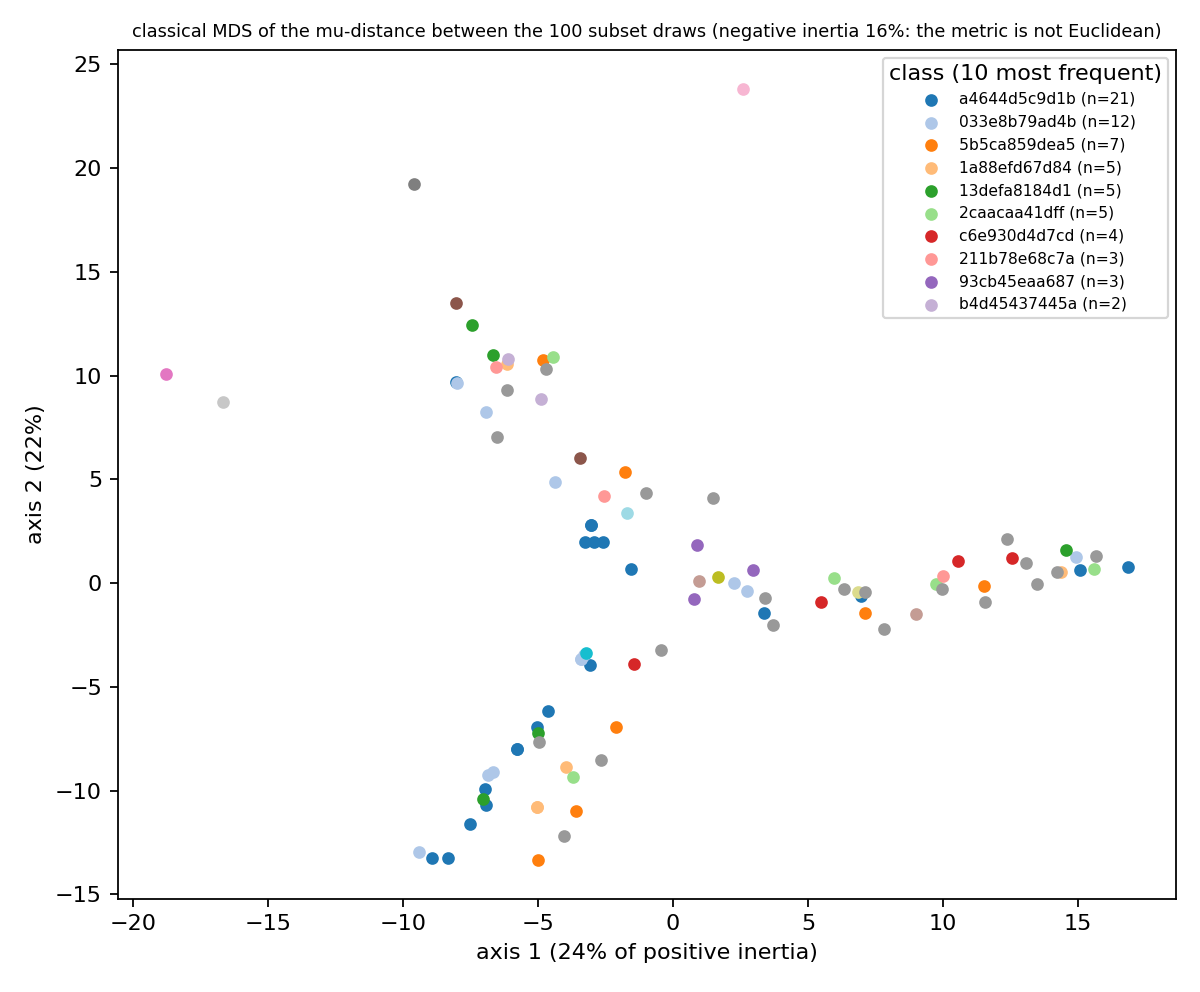 classical MDS of the mu-distance between the 100 subset draws (negative inertia 16%: the metric is not Euclidean)
class (10 most frequent)
a4644d5c9d1b (n=21)
033e8b79ad4b (n=12)
5b5ca859dea5 (n=7)
1a88efd67d84 (n=5)
13defa8184d1 (n=5)
2caacaa41dff (n=5)
c6e930d4d7cd (n=4)
211b78e68c7a (n=3)
93cb45eaa687 (n=3)
b4d45437445a (n=2)
axis 2 (22%)
25
20
15
10
5
0
−5
−10
−15
−20
−15
−10
−5
0
5
10
15
axis 1 (24% of positive inertia)